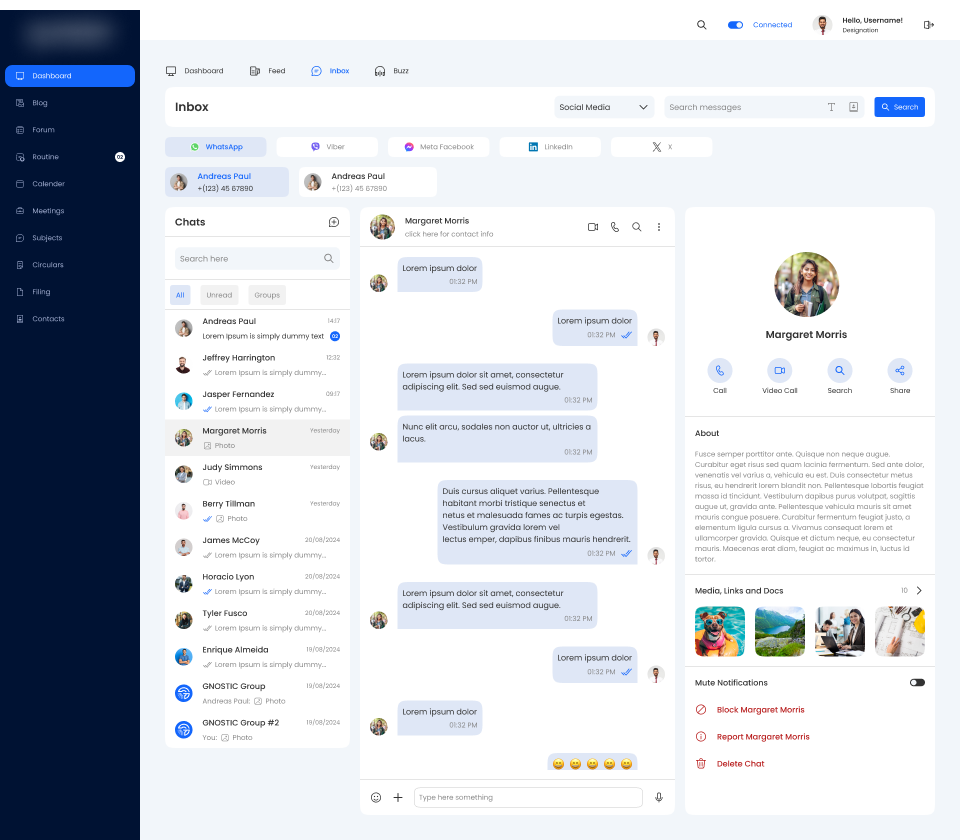 Hello, Username!
Connected
Designation
Dashboard
Blog
Forum
Routine 02
Calender
Meetings
Subjects
Circulars
Filing
Contacts
Dashboard Feed Inbox Buzz
Inbox
Social Media
Search messages
Search
WhatsApp Viber Meta Facebook LinkedIn X
Andreas Paul
+(123) 45 67890
Andreas Paul
+(123) 45 67890
Chats
Search here
All Unread Groups
Andreas Paul 14:17
Lorem Ipsum is simply dummy text 02
Jeffrey Harrington 12:32
Lorem Ipsum is simply dummy...
Jasper Fernandez 09:17
Lorem Ipsum is simply dummy...
Margaret Morris Yesterday
Photo
Judy Simmons Yesterday
Video
Berry Tillman Yesterday
Photo
James McCoy 20/08/2024
Lorem Ipsum is simply dummy...
Horacio Lyon 20/08/2024
Lorem Ipsum is simply dummy...
Tyler Fusco 20/08/2024
Lorem Ipsum is simply dummy...
Enrique Almeida 19/08/2024
Lorem Ipsum is simply dummy...
GNOSTIC Group 19/08/2024
Andreas Paul: Photo
GNOSTIC Group #2 19/08/2024
You: Photo
Margaret Morris
click here for contact info
Lorem ipsum dolor
01:32 PM
Lorem ipsum dolor
01:32 PM
Lorem ipsum dolor sit amet, consectetur
adipiscing elit. Sed sed euismod augue.
01:32 PM
Nunc elit arcu, sodales non auctor ut, ultricies a
lacus.
01:32 PM
Duis cursus aliquet varius. Pellentesque
habitant morbi tristique senectus et
netus et malesuada fames ac turpis egestas.
Vestibulum gravida lorem vel
lectus emper, dapibus finibus mauris hendrerit.
01:32 PM
Lorem ipsum dolor sit amet, consectetur
adipiscing elit. Sed sed euismod augue.
01:32 PM
Lorem ipsum dolor
01:32 PM
Lorem ipsum dolor
01:32 PM
Type here something
Margaret Morris
Call Video Call Search Share
About
Fusce semper porttitor ante. Quisque non neque augue.
Curabitur eget risus sed quam lacinia fermentum. Sed ante dolor,
venenatis vel varius a, vehicula eu est. Duis consectetur metus
risus, eu hendrerit lorem blandit non. Pellentesque lobortis feugiat
massa id tincidunt. Vestibulum dapibus purus volutpat, sagittis
augue ut, gravida ante. Pellentesque vehicula mauris sit amet
mauris congue posuere. Curabitur fermentum feugiat justo, a
elementum ligula cursus a. Vivamus consequat lorem et
ullamcorper gravida. Quisque et dictum neque, eu consectetur
mauris. Maecenas erat diam, feugiat ac maximus in, luctus id
tortor.
Media, Links and Docs 10
Mute Notifications
Block Margaret Morris
Report Margaret Morris
Delete Chat